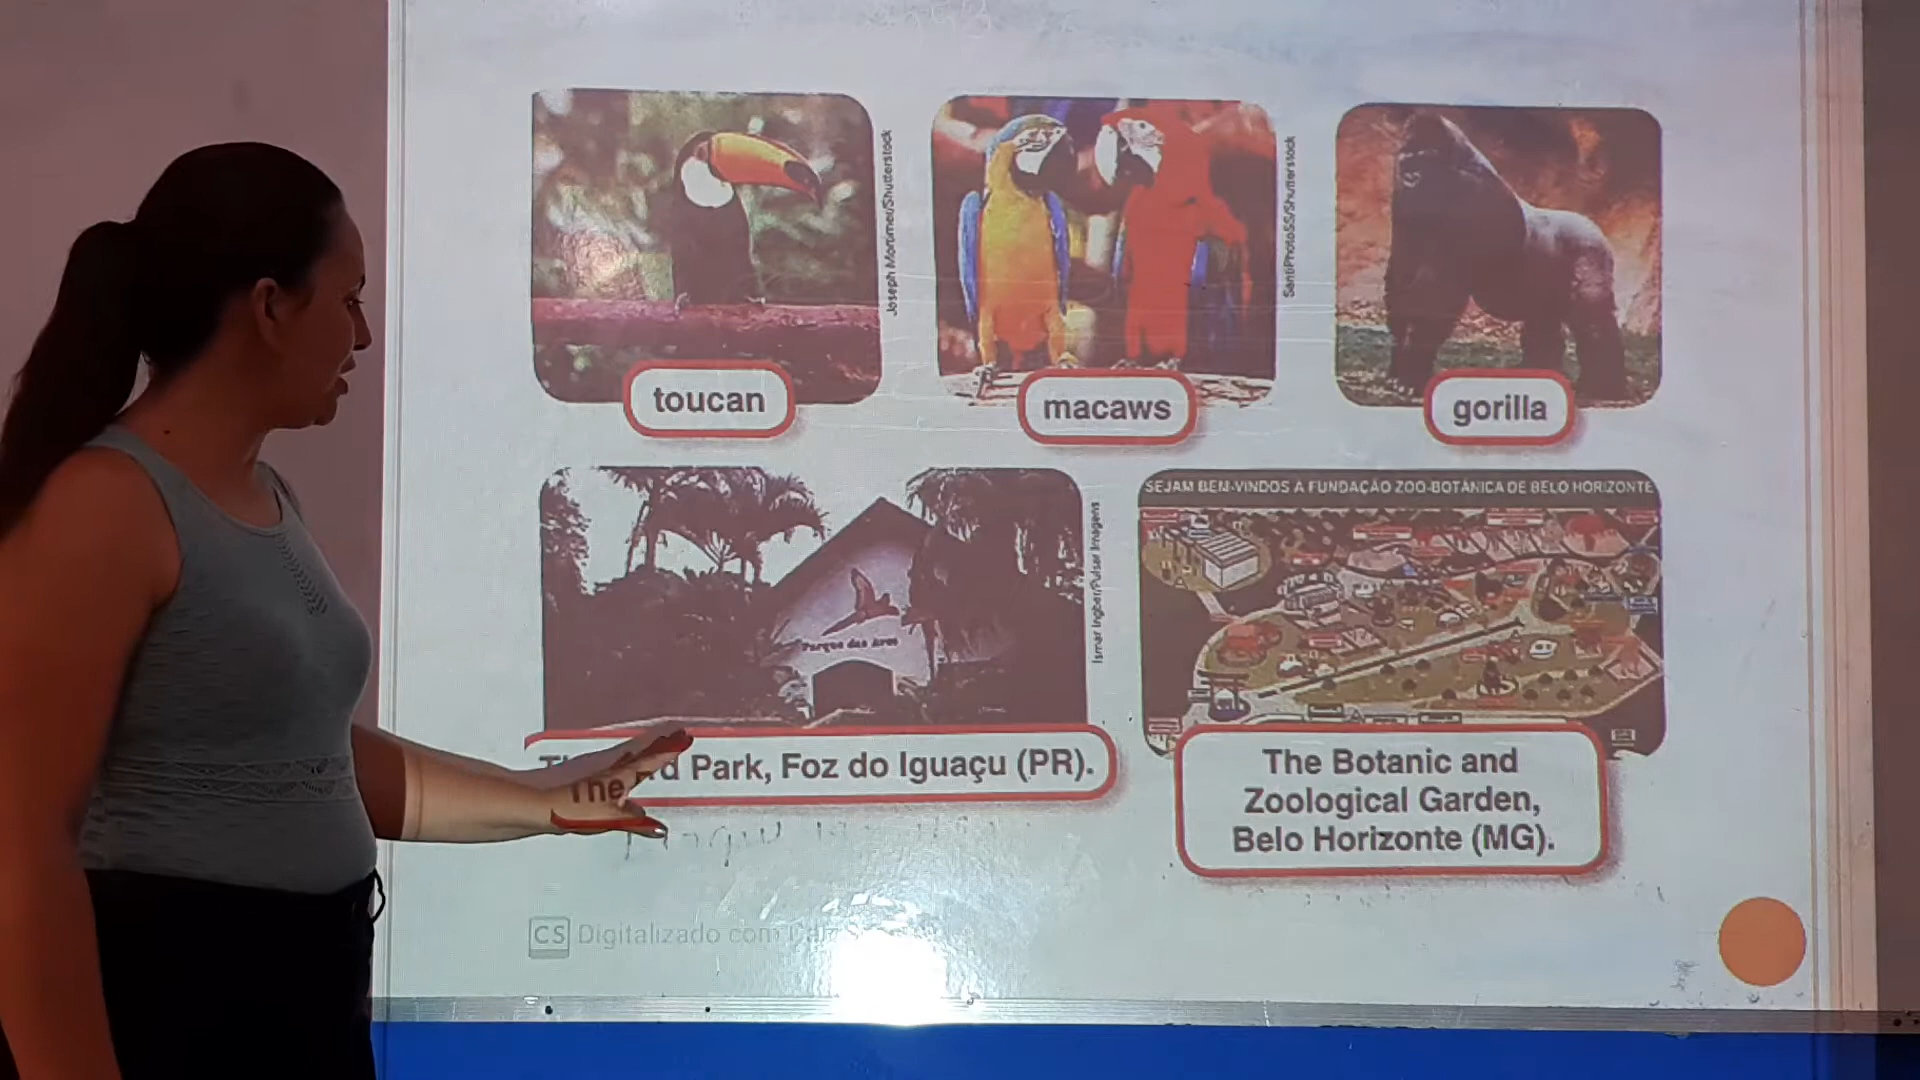 Joseph Mortimer/Shutterstock
SantiPhotoSS/Shutterstock
toucan
macaws
gorilla
Parque das Aves
Ismar Ingber/Pulsar Imagens
SEJAM BEM-VINDOS A FUNDAÇÃO ZOO-BOTÂNICA DE BELO HORIZONTE
The Park, Foz do Iguaçu (PR).
The Botanic and
Zoological Garden,
Belo Horizonte (MG).
CS Digitalizado com